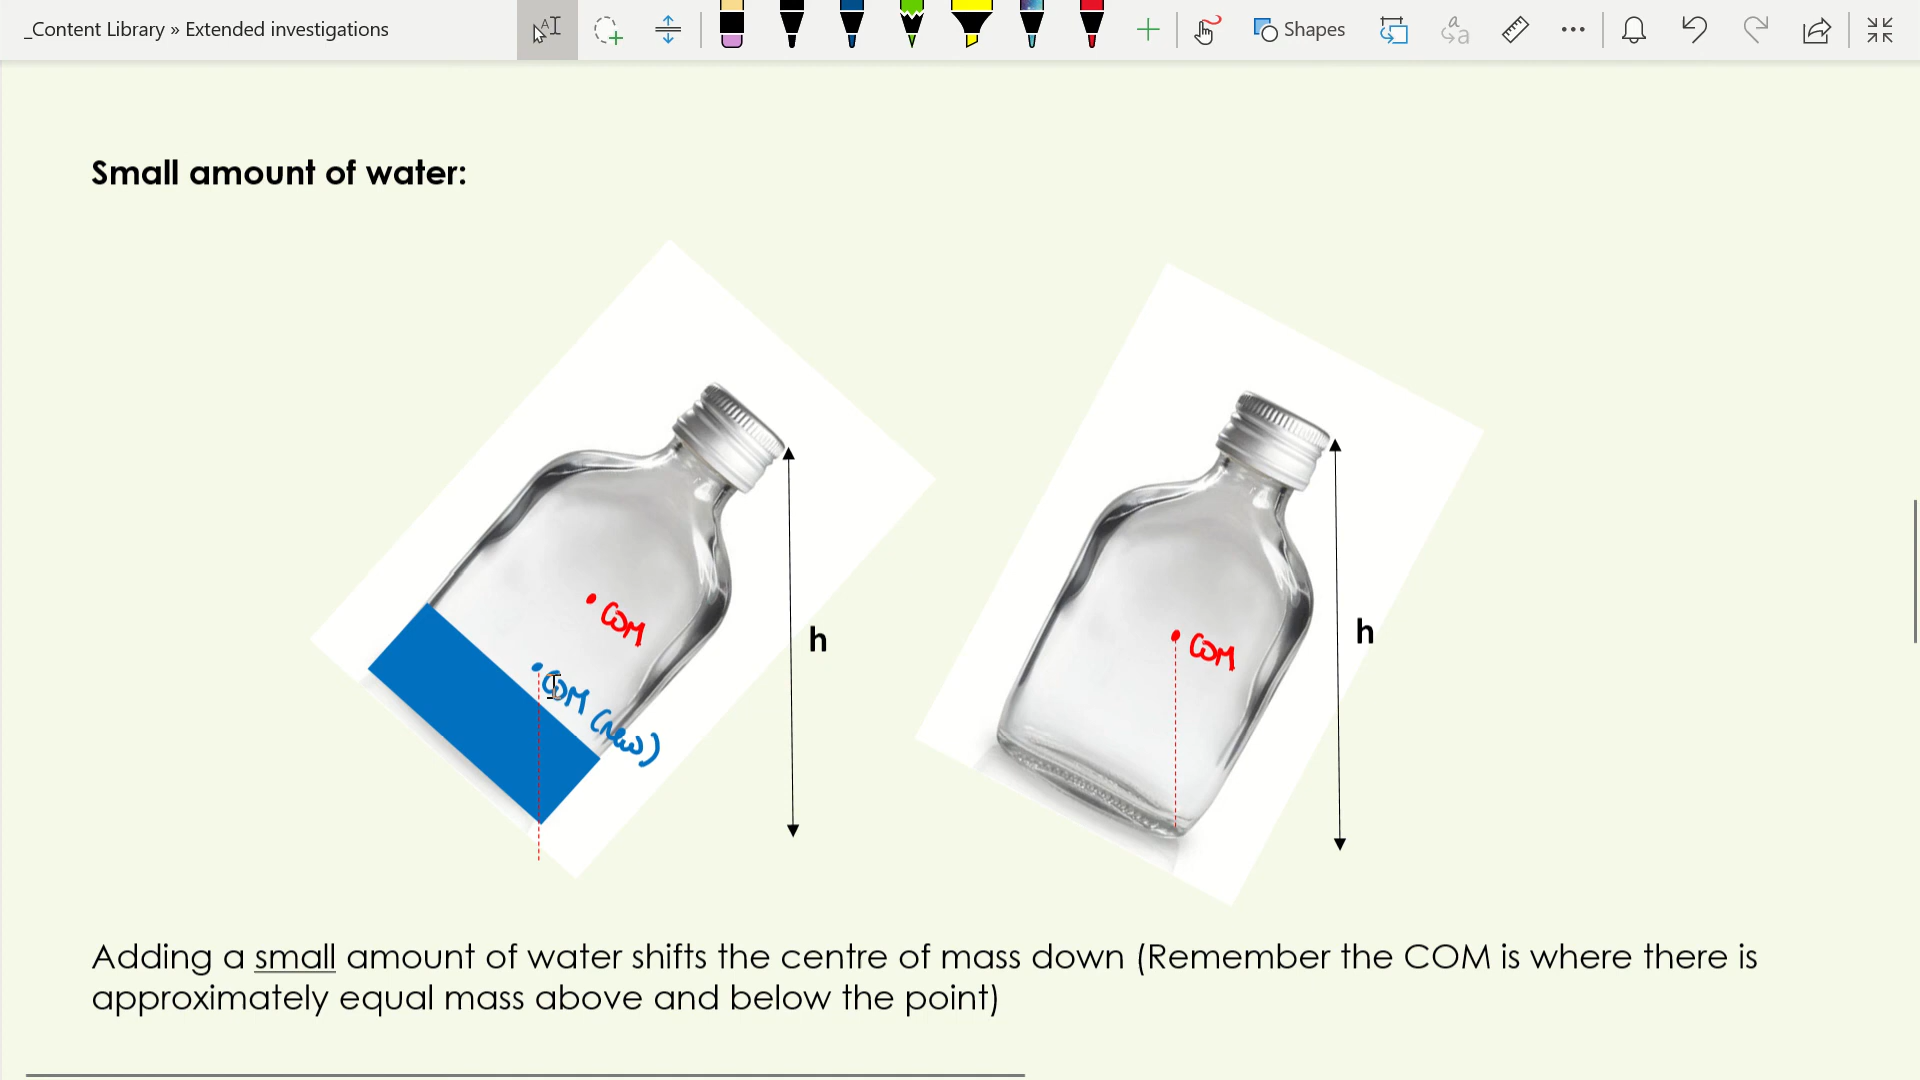 _Content Library » Extended investigations
Shapes
Small amount of water:
h
h
COM
COM
COM (new)
Adding a small amount of water shifts the centre of mass down (Remember the COM is where there is
approximately equal mass above and below the point)